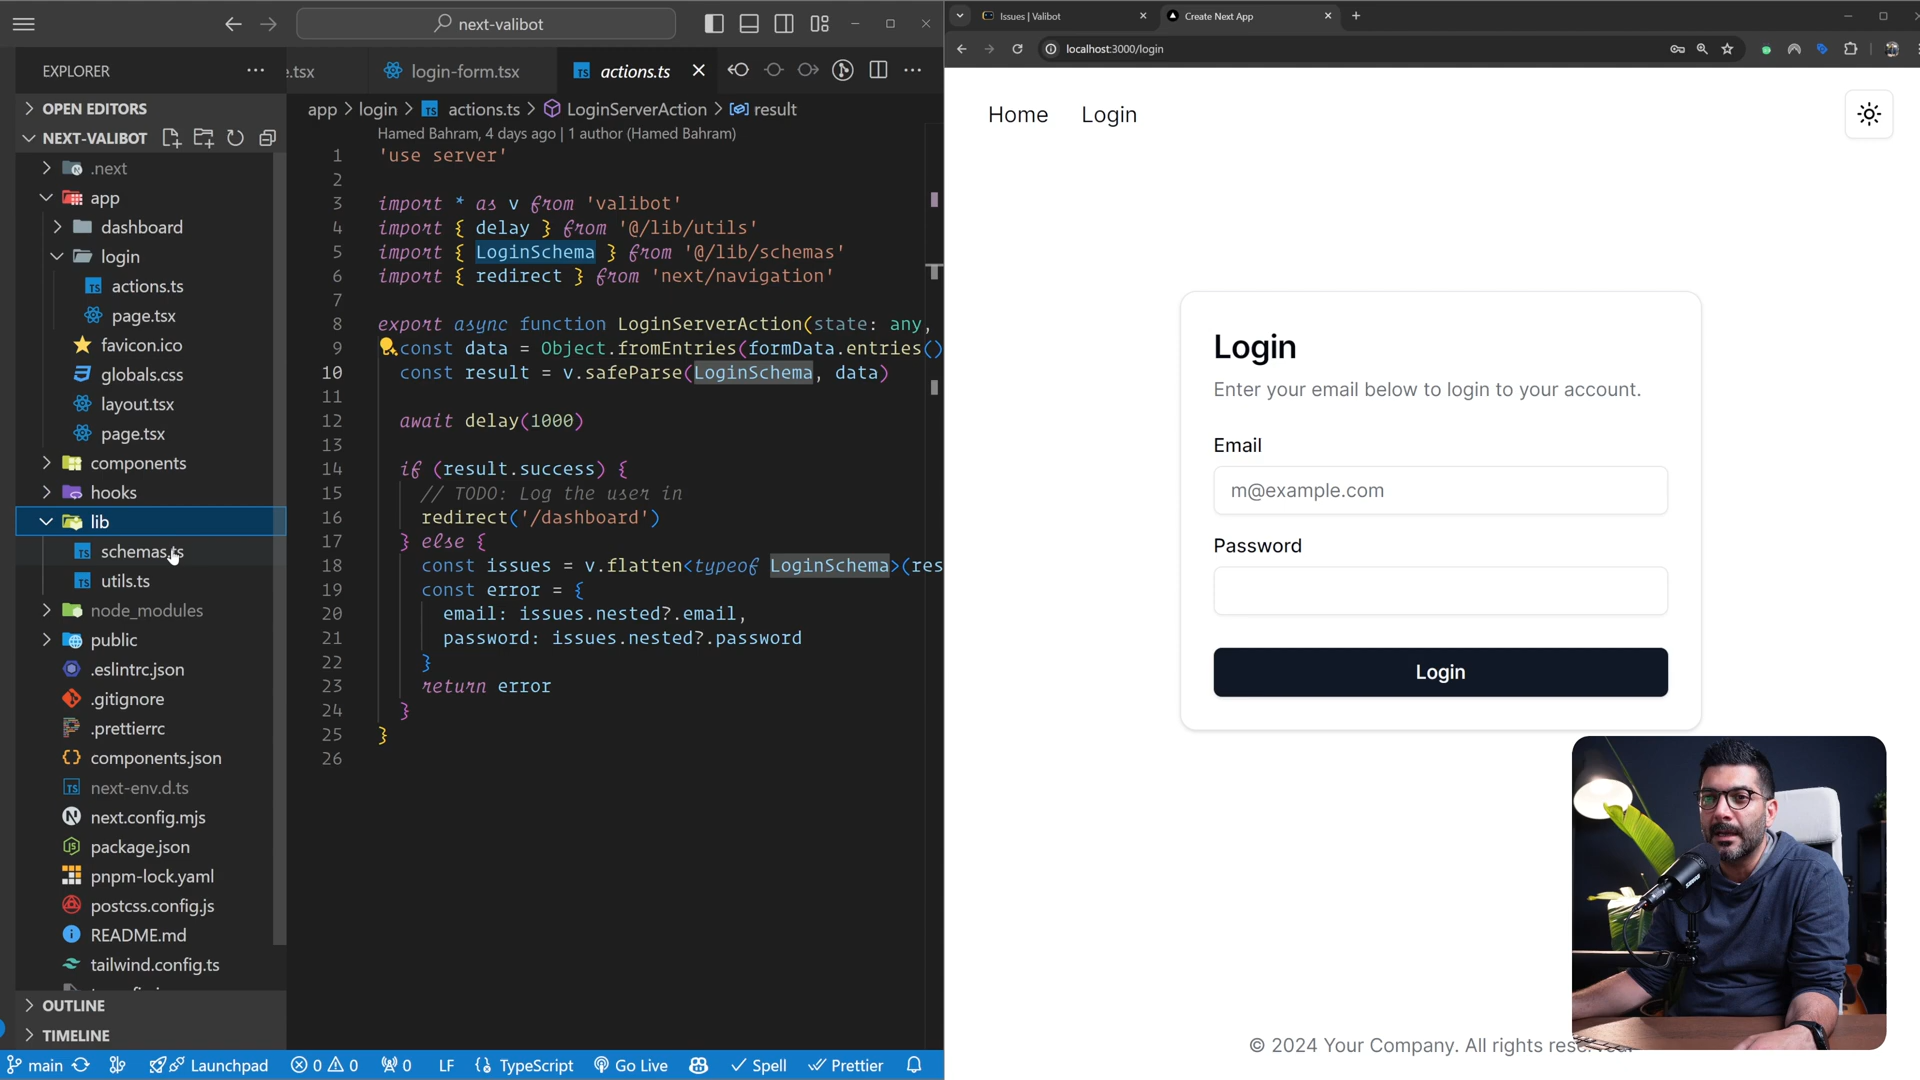 next-valibot
EXPLORER
OPEN EDITORS
NEXT-VALIBOT
.next
app
dashboard
login
actions.ts
page.tsx
favicon.ico
globals.css
layout.tsx
page.tsx
components
hooks
lib
schemas.ts
utils.ts
node_modules
public
.eslintrc.json
.gitignore
.prettierrc
components.json
next-env.d.ts
next.config.mjs
package.json
pnpm-lock.yaml
postcss.config.js
README.md
tailwind.config.ts
OUTLINE
TIMELINE
e.tsx
login-form.tsx
actions.ts
app > login > actions.ts > LoginServerAction > result
Hamed Bahram, 4 days ago | 1 author (Hamed Bahram)
1 'use server'
2
3 import * as v from 'valibot'
4 import { delay } from '@/lib/utils'
5 import { LoginSchema } from '@/lib/schemas'
6 import { redirect } from 'next/navigation'
7
8 export async function LoginServerAction(state: any,
9 const data = Object.fromEntries(formData.entries()
10 const result = v.safeParse(LoginSchema, data)
11
12 await delay(1000)
13
14 if (result.success) {
15 // TODO: Log the user in
16 redirect('/dashboard')
17 } else {
18 const issues = v.flatten<typeof LoginSchema>(res
19 const error = {
20 email: issues.nested?.email,
21 password: issues.nested?.password
22 }
23 return error
24 }
25 }
26
main
Launchpad
0 0
0
LF
{} TypeScript
Go Live
Spell
Prettier
Issues | Valibot
Create Next App
localhost:3000/login
Home
Login
Login
Enter your email below to login to your account.
Email
m@example.com
Password
Login
© 2024 Your Company. All rights